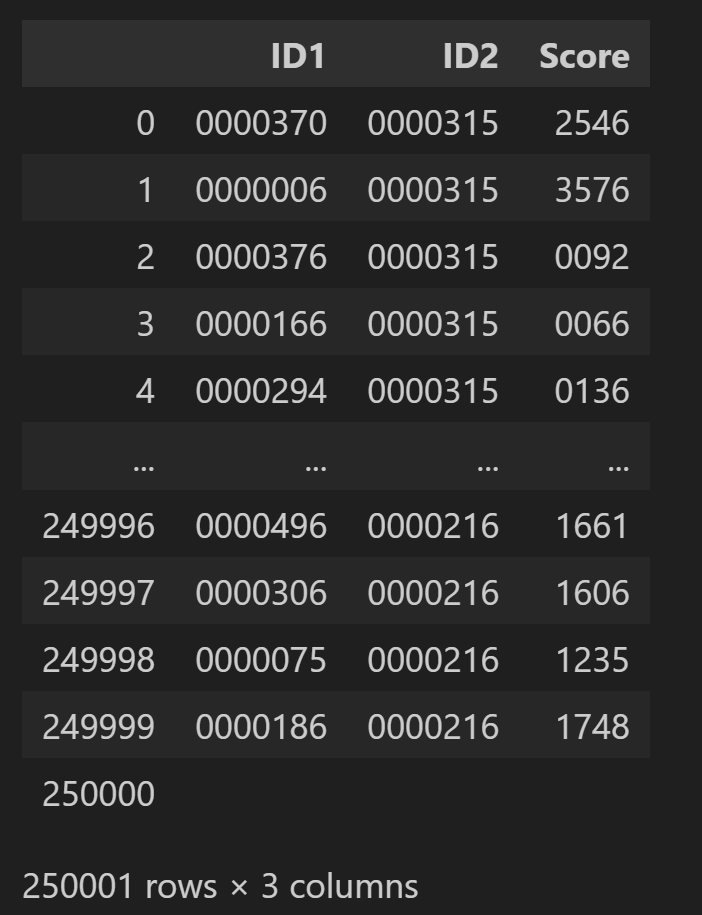 ID1 ID2 Score
0 0000370 0000315 2546
1 0000006 0000315 3576
2 0000376 0000315 0092
3 0000166 0000315 0066
4 0000294 0000315 0136
... ... ... ...
249996 0000496 0000216 1661
249997 0000306 0000216 1606
249998 0000075 0000216 1235
249999 0000186 0000216 1748
250000
250001 rows × 3 columns